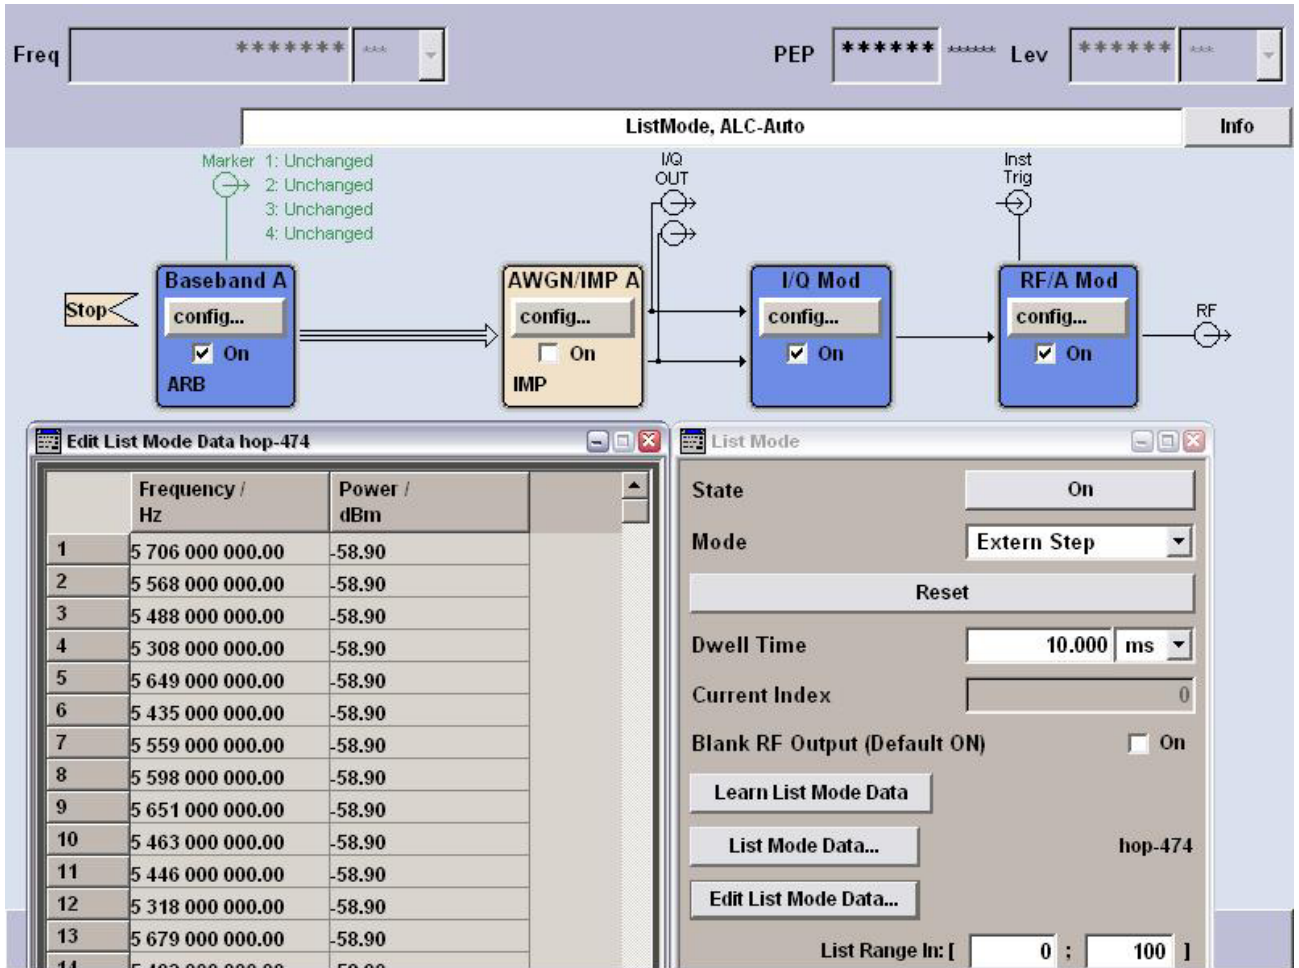 Freq ******* *** PEP ****** ****** Lev ****** ***
ListMode, ALC-Auto Info
Marker 1: Unchanged
2: Unchanged
3: Unchanged
4: Unchanged
I/Q
OUT
Inst
Trig
Stop
Baseband A
config...
On
ARB
AWGN/IMP A
config...
On
IMP
I/Q Mod
config...
On
RF/A Mod
config...
On
RF
Edit List Mode Data hop-474
Frequency / Power /
Hz dBm
1 5 706 000 000.00 -58.90
2 5 568 000 000.00 -58.90
3 5 488 000 000.00 -58.90
4 5 308 000 000.00 -58.90
5 5 649 000 000.00 -58.90
6 5 435 000 000.00 -58.90
7 5 559 000 000.00 -58.90
8 5 598 000 000.00 -58.90
9 5 651 000 000.00 -58.90
10 5 463 000 000.00 -58.90
11 5 446 000 000.00 -58.90
12 5 318 000 000.00 -58.90
13 5 679 000 000.00 -58.90
14
List Mode
State On
Mode Extern Step
Reset
Dwell Time 10.000 ms
Current Index 0
Blank RF Output (Default ON) On
Learn List Mode Data
List Mode Data... hop-474
Edit List Mode Data...
List Range In: [ 0 ; 100 ]